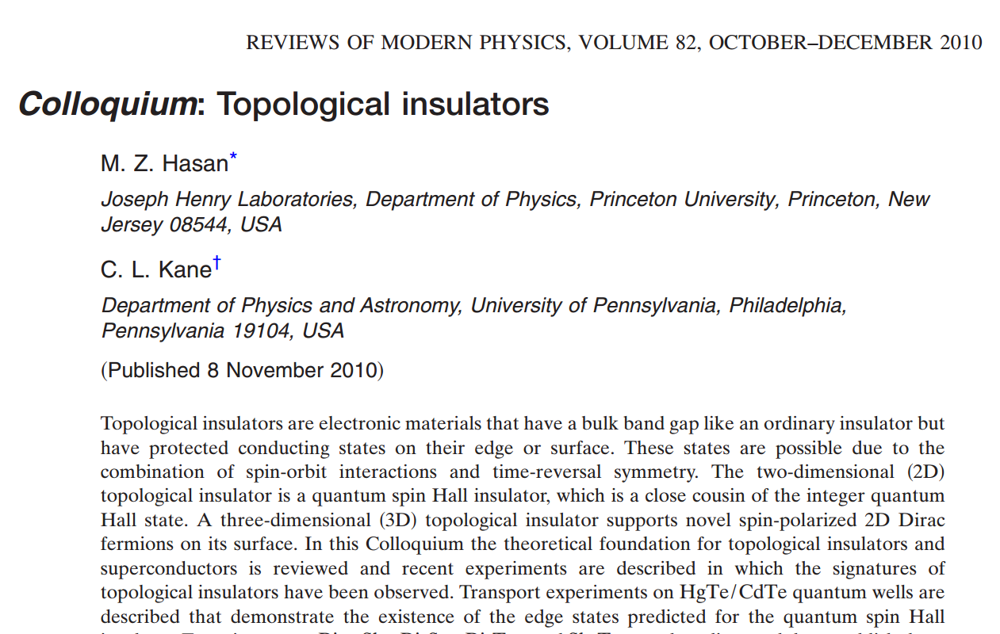 REVIEWS OF MODERN PHYSICS, VOLUME 82, OCTOBER–DECEMBER 2010
Colloquium: Topological insulators
M. Z. Hasan*
Joseph Henry Laboratories, Department of Physics, Princeton University, Princeton, New
Jersey 08544, USA
C. L. Kane†
Department of Physics and Astronomy, University of Pennsylvania, Philadelphia,
Pennsylvania 19104, USA
(Published 8 November 2010)
Topological insulators are electronic materials that have a bulk band gap like an ordinary insulator but
have protected conducting states on their edge or surface. These states are possible due to the
combination of spin-orbit interactions and time-reversal symmetry. The two-dimensional (2D)
topological insulator is a quantum spin Hall insulator, which is a close cousin of the integer quantum
Hall state. A three-dimensional (3D) topological insulator supports novel spin-polarized 2D Dirac
fermions on its surface. In this Colloquium the theoretical foundation for topological insulators and
superconductors is reviewed and recent experiments are described in which the signatures of
topological insulators have been observed. Transport experiments on HgTe/CdTe quantum wells are
described that demonstrate the existence of the edge states predicted for the quantum spin Hall